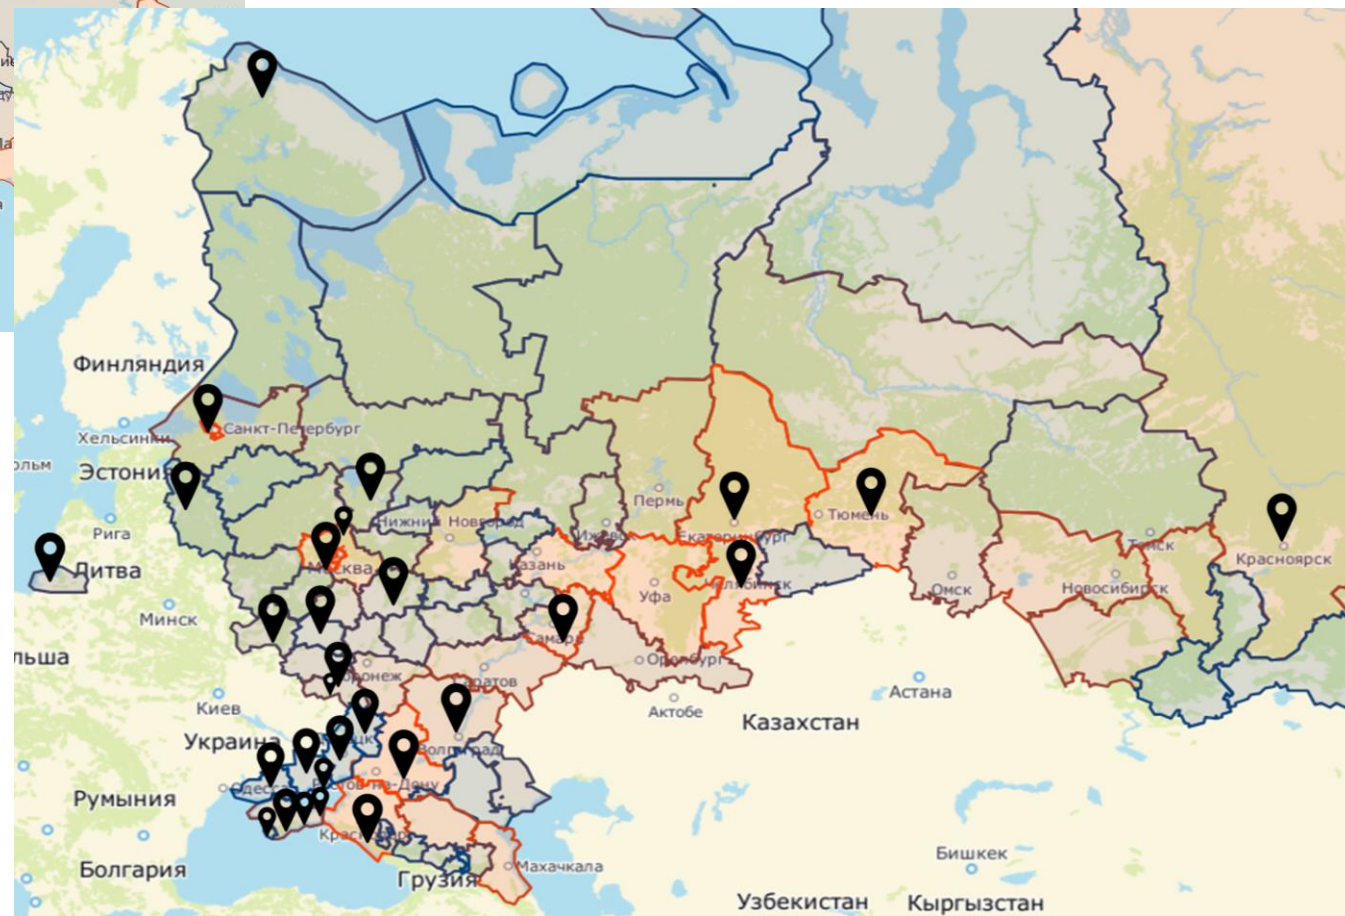 Финляндия
Санкт-Петербург
Хельсинки
Эстония
Пермь
Нижний Новгород
Тюмень
Рига
Ижевск
Екатеринбург
Томск
Красноярск
Казань
Москва
Литва
Челябинск
Уфа
Омск
Новосибирск
Минск
Самара
Оренбург
Астана
Актобе
Киев
Казахстан
Украина
Волгоград
Одесса
Ростов-на-Дону
Румыния
Краснодар
Бишкек
Болгария
Грузия
Махачкала
Узбекистан
Кыргызстан